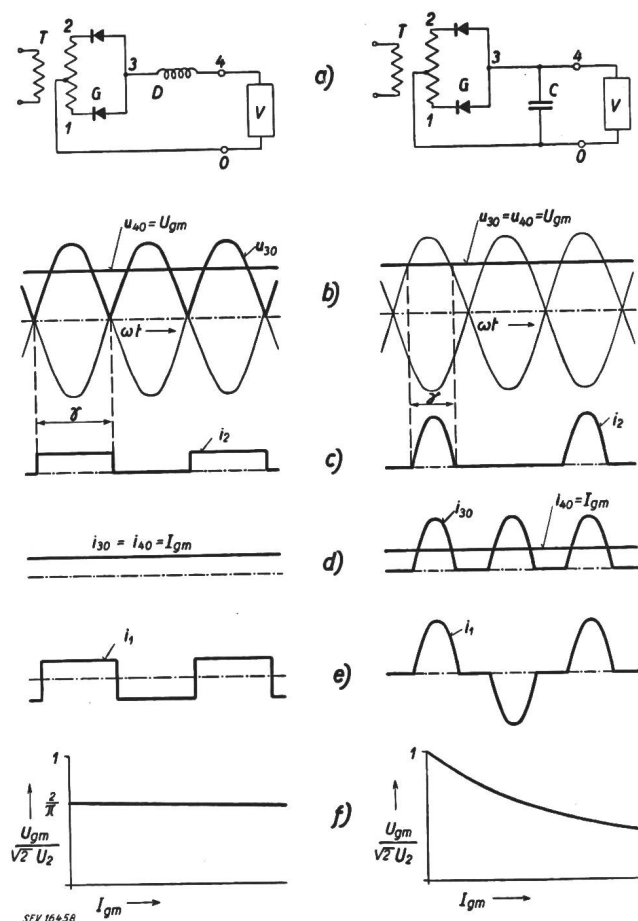 T 2 3 D 4 G 1 V 0
a)
T 2 3 4 G 1 C V 0
u40 = Ugm
u30
ωt
γ
b)
u30 = u40 = Ugm
ωt
γ
i2
c)
i2
i30 = i40 = Igm
d)
i30
i40 = Igm
i1
e)
i1
1
2/π
Ugm
√2 U2
Igm
f)
1
Ugm
√2 U2
Igm
SEV 16458